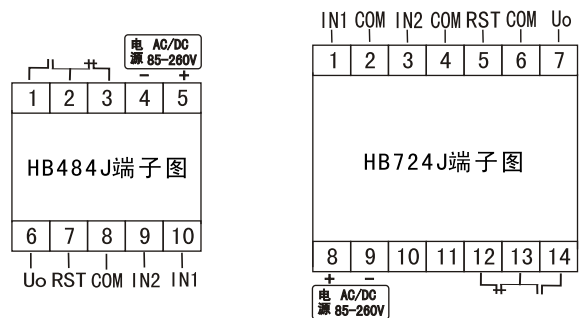 电源 AC/DC 85-260V
- +
1 2 3 4 5
HB484J端子图
6 7 8 9 10
Uo RST COM IN2 IN1
IN1 COM IN2 COM RST COM Uo
1 2 3 4 5 6 7
HB724J端子图
8 9 10 11 12 13 14
+ -
电源 AC/DC 85-260V